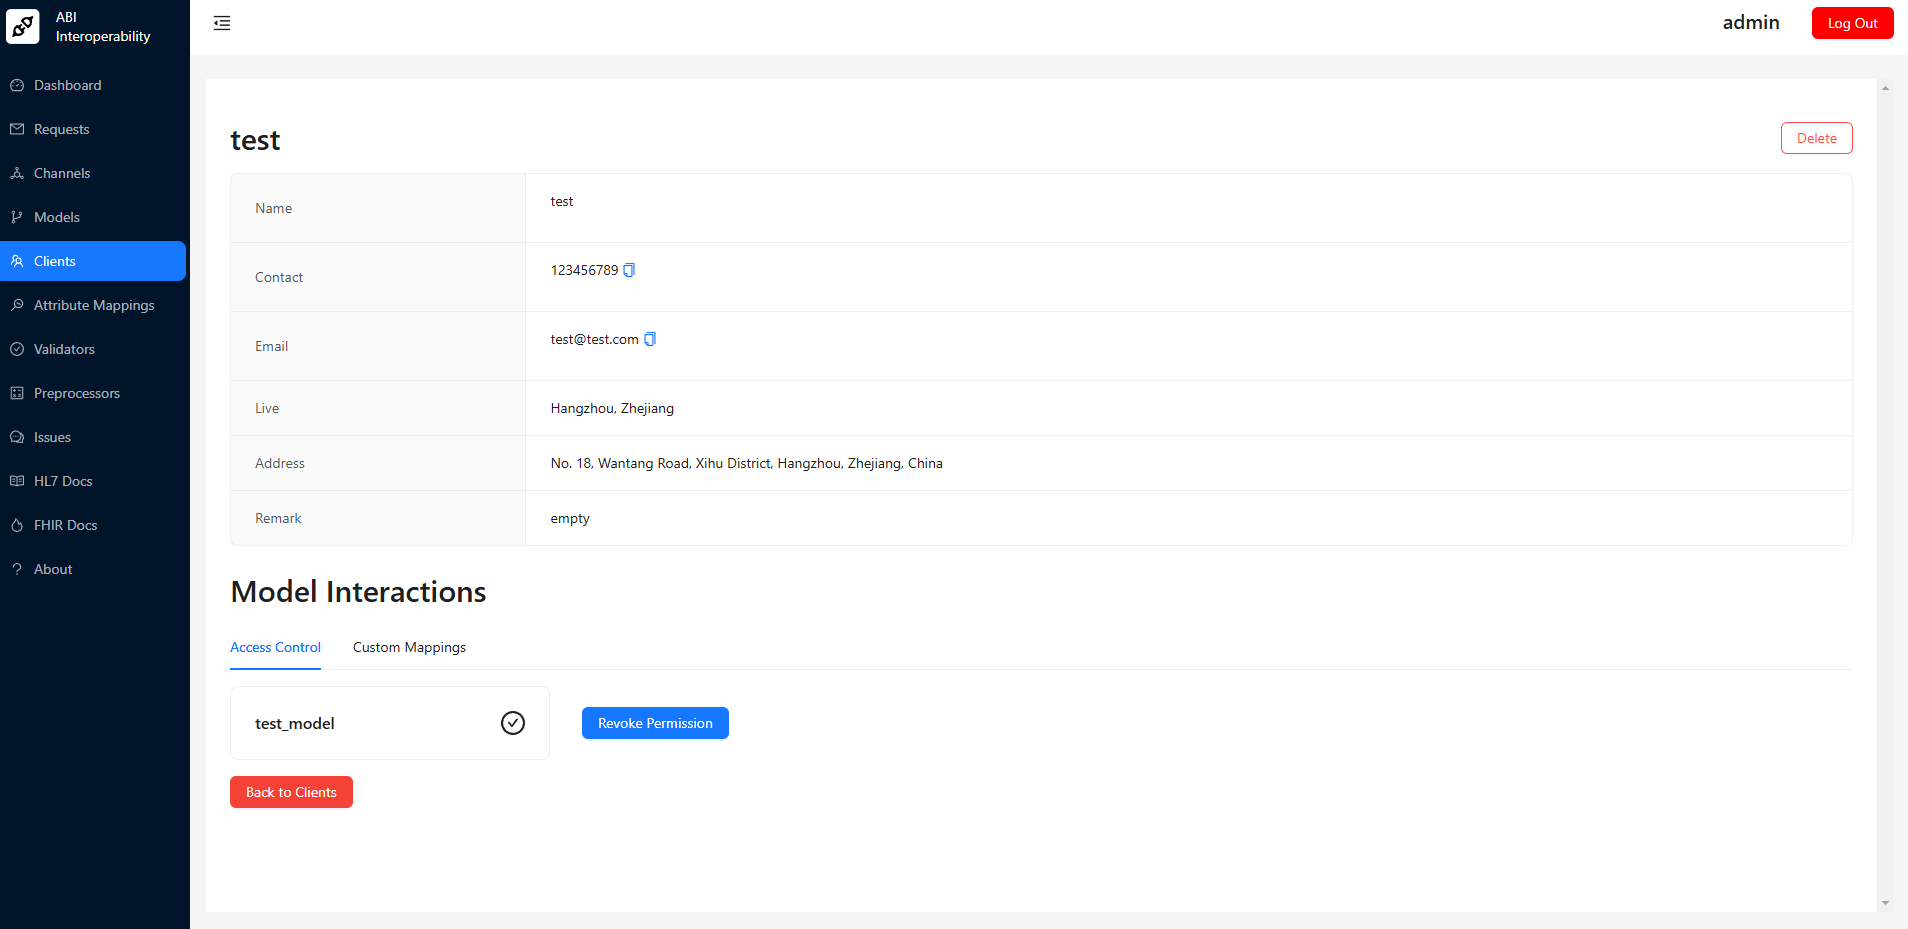 ABI
Interoperability
admin
Log Out
Dashboard
Requests
Channels
Models
Clients
Attribute Mappings
Validators
Preprocessors
Issues
HL7 Docs
FHIR Docs
About
test
Delete
Name
test
Contact
123456789
Email
test@test.com
Live
Hangzhou, Zhejiang
Address
No. 18, Wantang Road, Xihu District, Hangzhou, Zhejiang, China
Remark
empty
Model Interactions
Access Control
Custom Mappings
test_model
Revoke Permission
Back to Clients